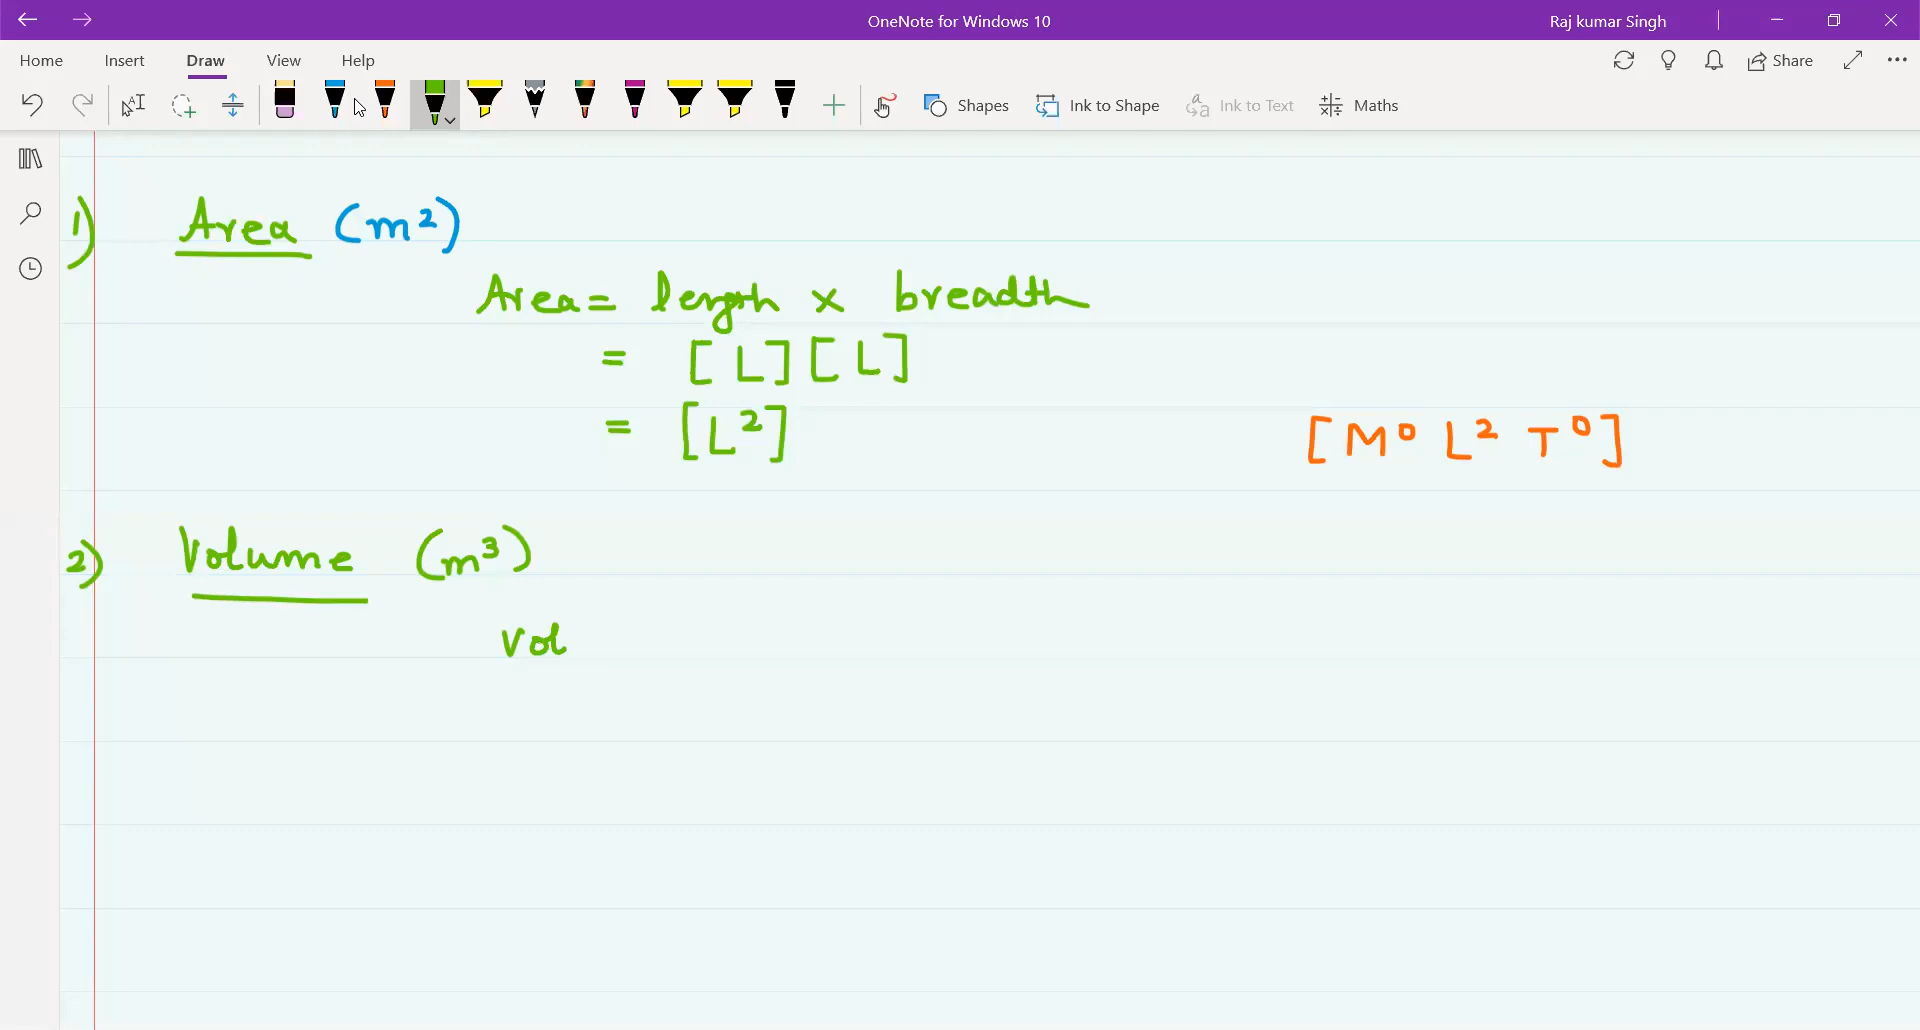 OneNote for Windows 10
Raj kumar Singh
Home Insert Draw View Help
Share
Shapes Ink to Shape Ink to Text Maths
1) Area (m²)
Area = length × breadth
= [L][L]
= [L²] [M⁰ L² T⁰]
2) Volume (m³)
Vol